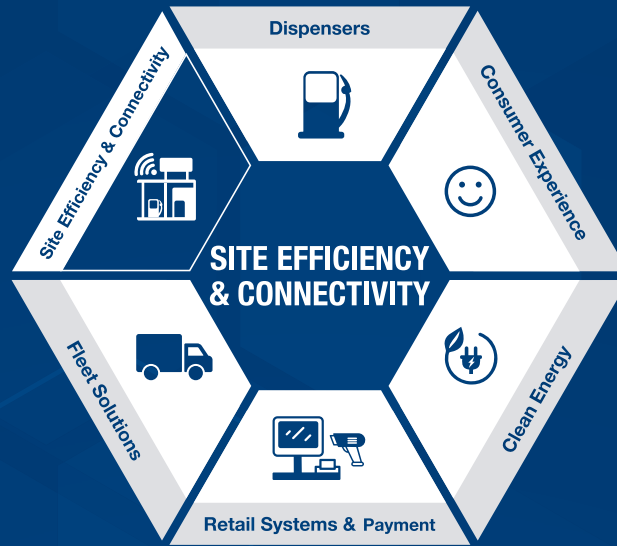 Dispensers
Consumer Experience
Clean Energy
Retail Systems & Payment
Fleet Solutions
Site Efficiency & Connectivity
SITE EFFICIENCY
& CONNECTIVITY